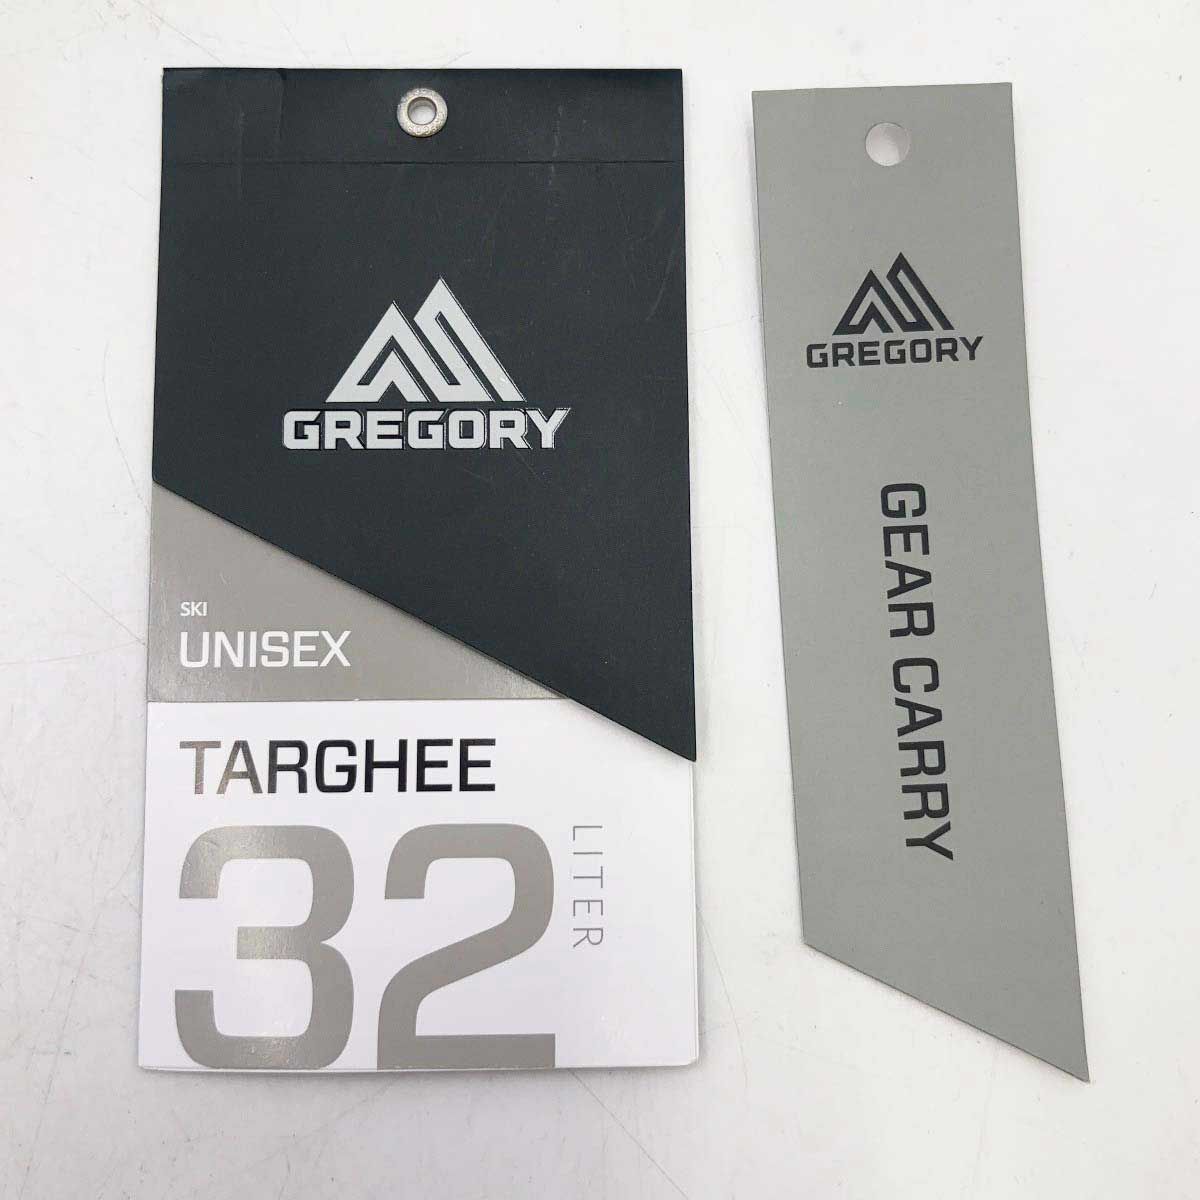 GREGORY
SKI
UNISEX
TARGHEE
32
LITER
GREGORY
GEAR CARRY